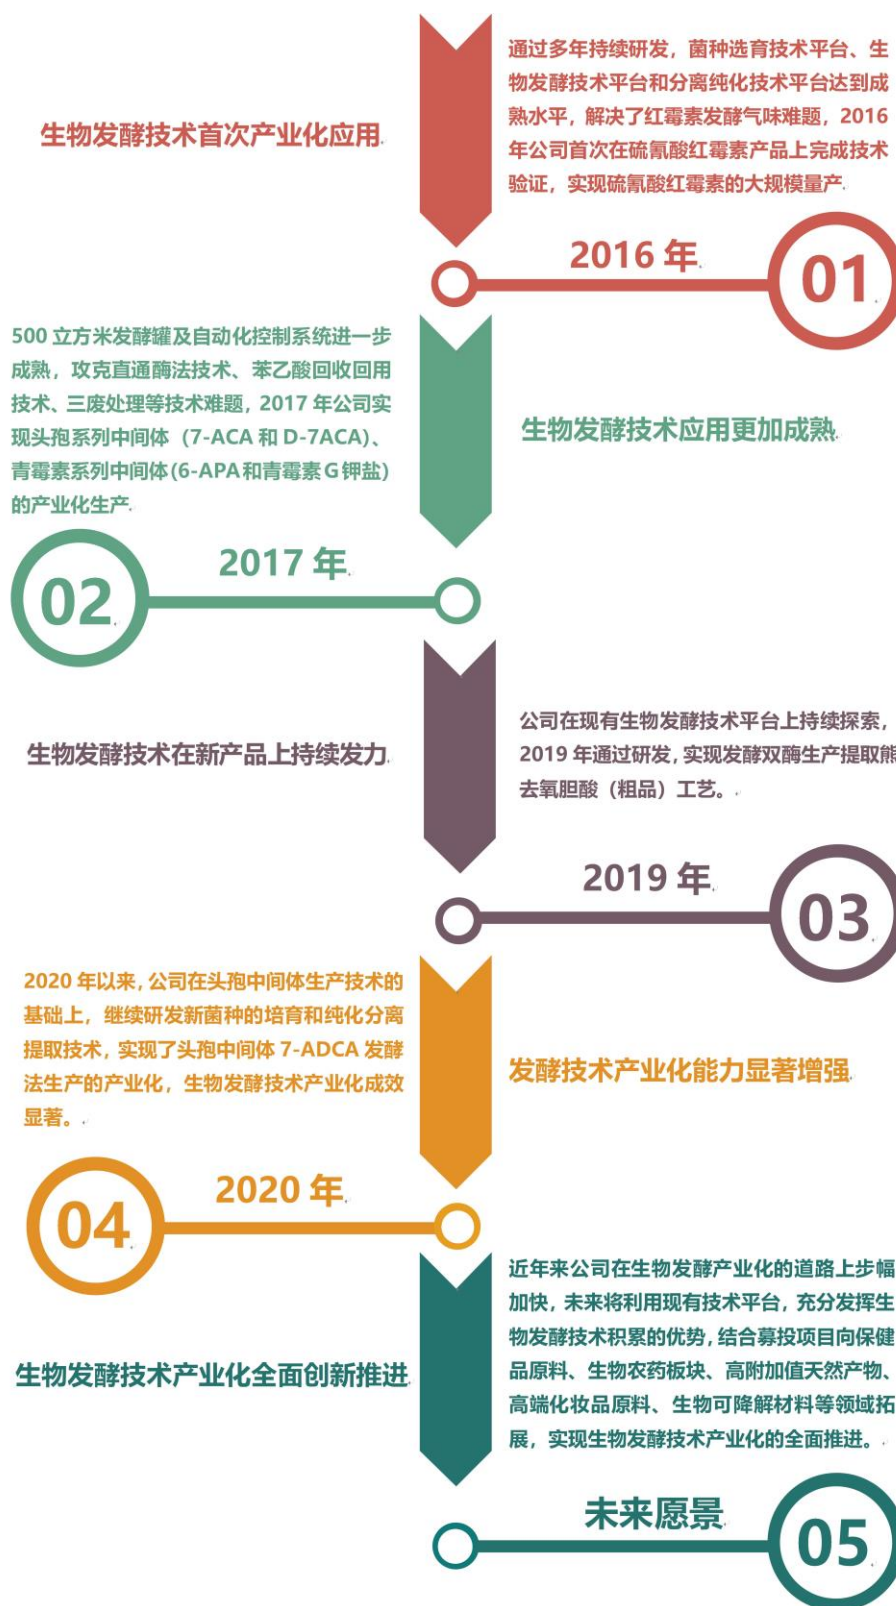 生物发酵技术首次产业化应用
通过多年持续研发，菌种选育技术平台、生
物发酵技术平台和分离纯化技术平台达到成
熟水平，解决了红霉素发酵气味难题，2016
年公司首次在硫氰酸红霉素产品上完成技术
验证，实现硫氰酸红霉素的大规模量产
2016 年
01
500 立方米发酵罐及自动化控制系统进一步
成熟，攻克直通酶法技术、苯乙酸回收回用
技术、三废处理等技术难题，2017 年公司实
现头孢系列中间体（7-ACA 和 D-7ACA）、
青霉素系列中间体(6-APA和青霉素G钾盐)
的产业化生产
生物发酵技术应用更加成熟
2017 年
02
生物发酵技术在新产品上持续发力
公司在现有生物发酵技术平台上持续探索，
2019 年通过研发，实现发酵双酶生产提取熊
去氧胆酸（粗品）工艺。
2019 年
03
2020 年以来，公司在头孢中间体生产技术的
基础上，继续研发新菌种的培育和纯化分离
提取技术，实现了头孢中间体 7-ADCA 发酵
法生产的产业化，生物发酵技术产业化成效
显著。
发酵技术产业化能力显著增强
2020 年
04
生物发酵技术产业化全面创新推进
近年来公司在生物发酵产业化的道路上步幅
加快，未来将利用现有技术平台，充分发挥生
物发酵技术积累的优势，结合募投项目向保健
品原料、生物农药板块、高附加值天然产物、
高端化妆品原料、生物可降解材料等领域拓
展，实现生物发酵技术产业化的全面推进。
未来愿景
05